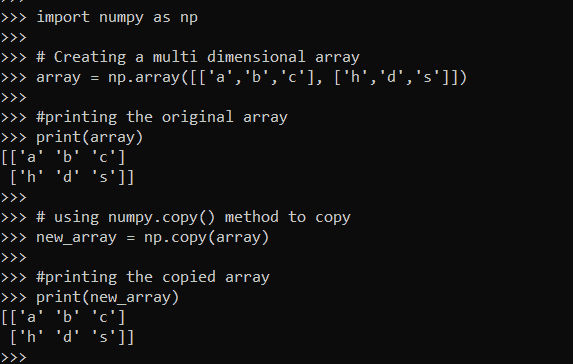 >>> import numpy as np
>>>
>>> # Creating a multi dimensional array
>>> array = np.array([['a','b','c'], ['h','d','s']])
>>>
>>> #printing the original array
>>> print(array)
[['a' 'b' 'c']
 ['h' 'd' 's']]
>>>
>>> # using numpy.copy() method to copy
>>> new_array = np.copy(array)
>>>
>>> #printing the copied array
>>> print(new_array)
[['a' 'b' 'c']
 ['h' 'd' 's']]
>>>